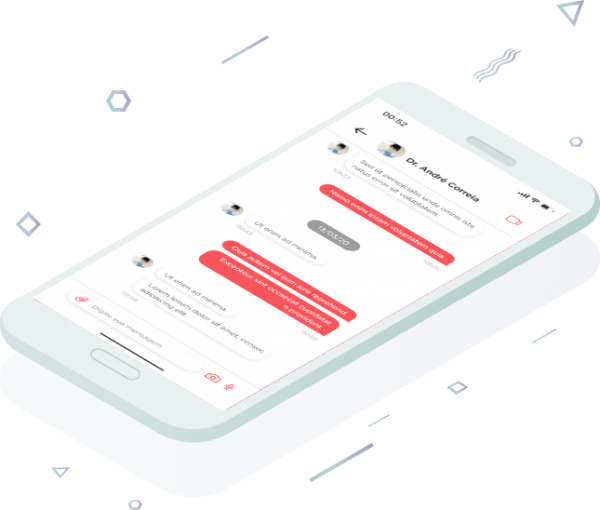 00:52
Dr. André Correia
Sed ut perspiciatis unde omnis iste
natus error sit voluptatem.
Nemo enim ipsam voluptatem quia
13/03/20
Ut enim ad minima.
Quis autem vel eum iure reprehend.
Excepteur sint occaecat cupidatat
n provident.
Ut enim ad minima.
Lorem ipsum dolor sit amet, consec
adipiscing elit.
Digite sua mensagem